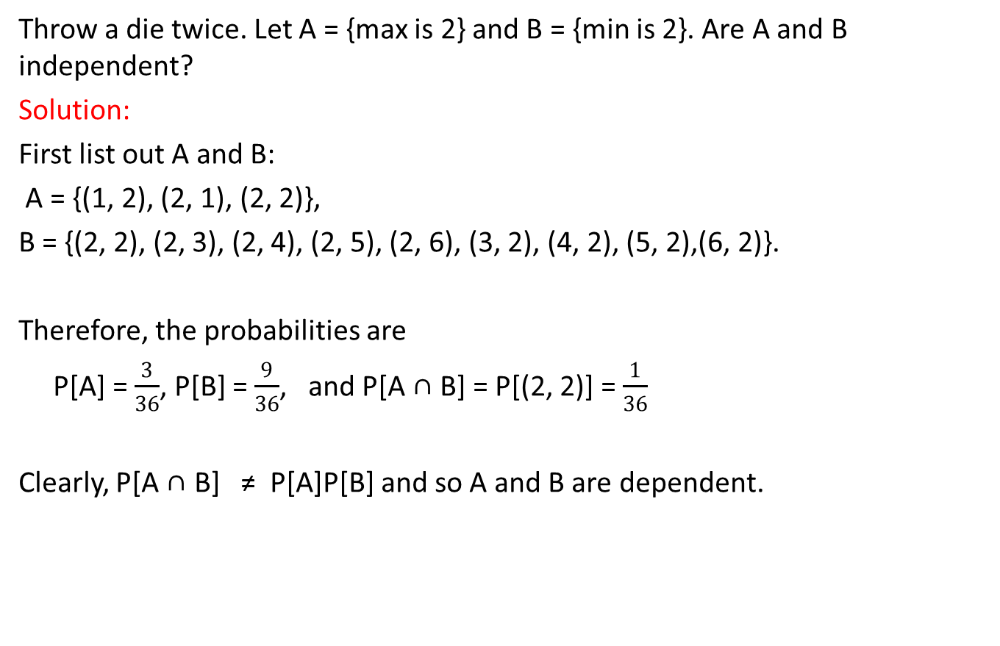 Throw a die twice. Let A = {max is 2} and B = {min is 2}. Are A and B
independent?
Solution:
First list out A and B:
A = {(1, 2), (2, 1), (2, 2)},
B = {(2, 2), (2, 3), (2, 4), (2, 5), (2, 6), (3, 2), (4, 2), (5, 2),(6, 2)}.
Therefore, the probabilities are
P[A] = 3/36, P[B] = 9/36, and P[A ∩ B] = P[(2, 2)] = 1/36
Clearly, P[A ∩ B] ≠ P[A]P[B] and so A and B are dependent.